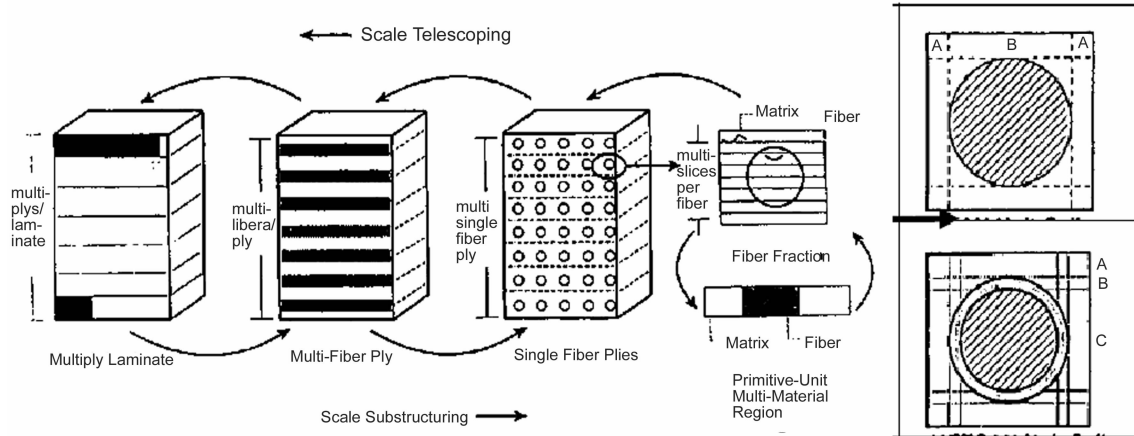 Scale Telescoping
multi-
plys/
lam-
inate
multi-
libera/
ply
multi
single
fiber
ply
Matrix
Fiber
multi-
slices
per
fiber
Fiber Fraction
Matrix
Fiber
Multiply Laminate
Multi-Fiber Ply
Single Fiber Plies
Primitive-Unit
Multi-Material
Region
Scale Substructuring
A B A
A
B
C